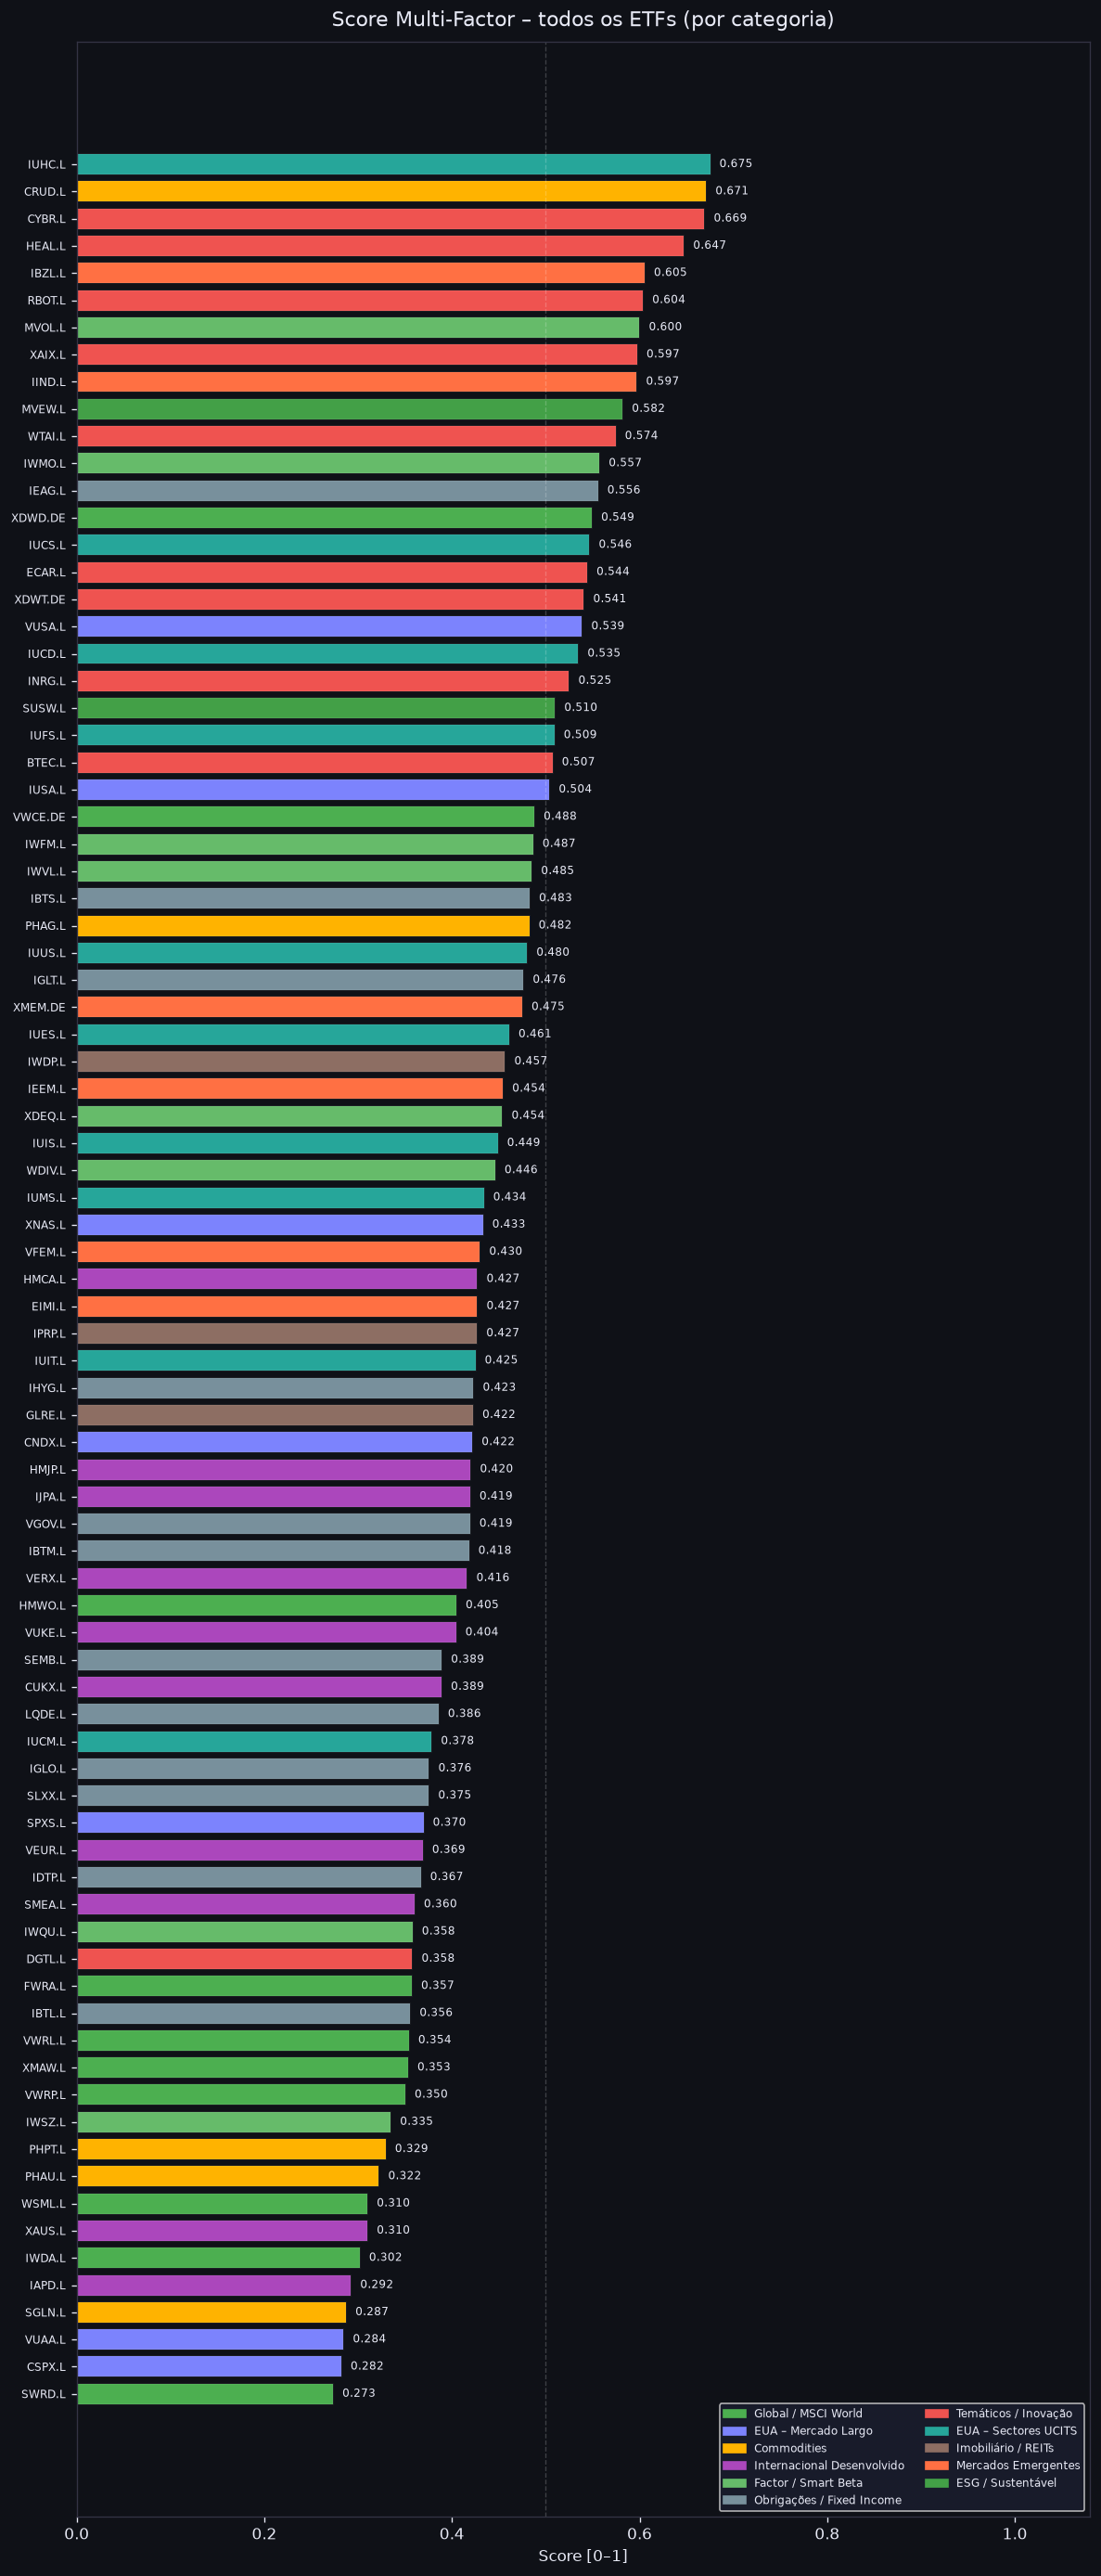 Score Multi-Factor – todos os ETFs (por categoria)
IUHC.L 0.675
CRUD.L 0.671
CYBR.L 0.669
HEAL.L 0.647
IBZL.L 0.605
RBOT.L 0.604
MVOL.L 0.600
XAIX.L 0.597
IIND.L 0.597
MVEW.L 0.582
WTAI.L 0.574
IWMO.L 0.557
IEAG.L 0.556
XDWD.DE 0.549
IUCS.L 0.546
ECAR.L 0.544
XDWT.DE 0.541
VUSA.L 0.539
IUCD.L 0.535
INRG.L 0.525
SUSW.L 0.510
IUFS.L 0.509
BTEC.L 0.507
IUSA.L 0.504
VWCE.DE 0.488
IWFM.L 0.487
IWVL.L 0.485
IBTS.L 0.483
PHAG.L 0.482
IUUS.L 0.480
IGLT.L 0.476
XMEM.DE 0.475
IUES.L 0.461
IWDP.L 0.457
IEEM.L 0.454
XDEQ.L 0.454
IUIS.L 0.449
WDIV.L 0.446
IUMS.L 0.434
XNAS.L 0.433
VFEM.L 0.430
HMCA.L 0.427
EIMI.L 0.427
IPRP.L 0.427
IUIT.L 0.425
IHYG.L 0.423
GLRE.L 0.422
CNDX.L 0.422
HMJP.L 0.420
IJPA.L 0.419
VGOV.L 0.419
IBTM.L 0.418
VERX.L 0.416
HMWO.L 0.405
VUKE.L 0.404
SEMB.L 0.389
CUKX.L 0.389
LQDE.L 0.386
IUCM.L 0.378
IGLO.L 0.376
SLXX.L 0.375
SPXS.L 0.370
VEUR.L 0.369
IDTP.L 0.367
SMEA.L 0.360
IWQU.L 0.358
DGTL.L 0.358
FWRA.L 0.357
IBTL.L 0.356
VWRL.L 0.354
XMAW.L 0.353
VWRP.L 0.350
IWSZ.L 0.335
PHPT.L 0.329
PHAU.L 0.322
WSML.L 0.310
XAUS.L 0.310
IWDA.L 0.302
IAPD.L 0.292
SGLN.L 0.287
VUAA.L 0.284
CSPX.L 0.282
SWRD.L 0.273
Global / MSCI World
EUA – Mercado Largo
Commodities
Internacional Desenvolvido
Factor / Smart Beta
Obrigações / Fixed Income
Temáticos / Inovação
EUA – Sectores UCITS
Imobiliário / REITs
Mercados Emergentes
ESG / Sustentável
0.0 0.2 0.4 0.6 0.8 1.0
Score [0–1]